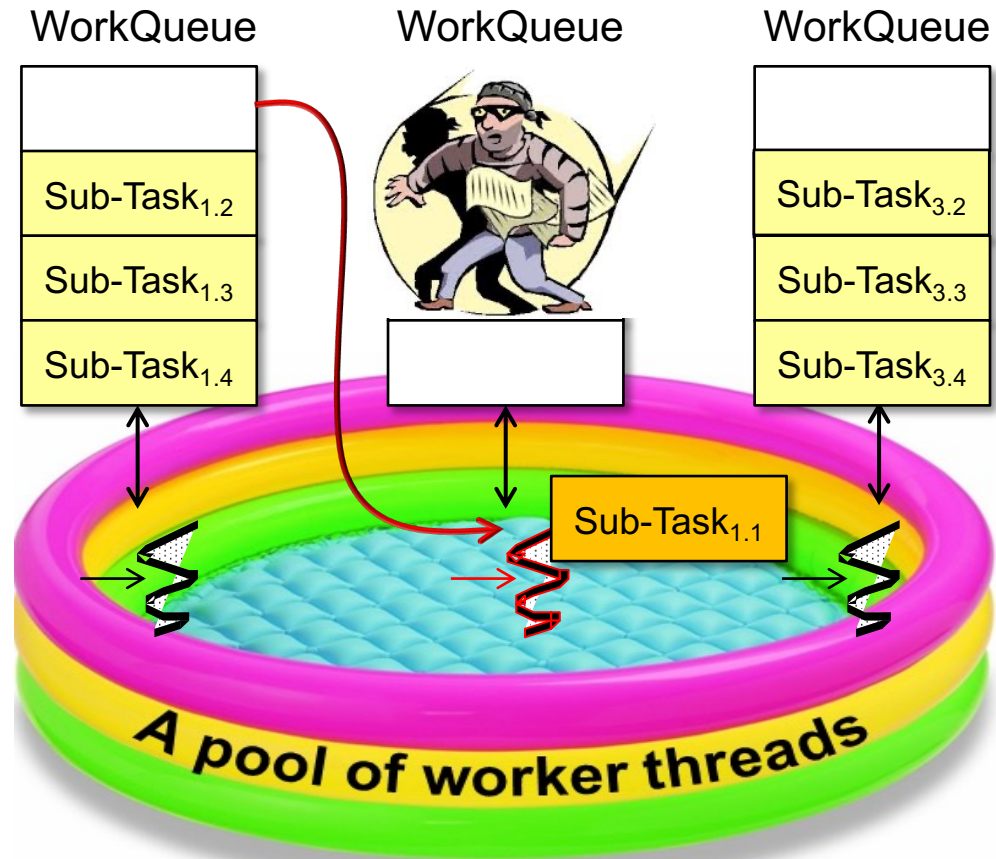 WorkQueue WorkQueue WorkQueue
Sub-Task1.2 Sub-Task3.2
Sub-Task1.3 Sub-Task3.3
Sub-Task1.4 Sub-Task3.4
Sub-Task1.1
A pool of worker threads